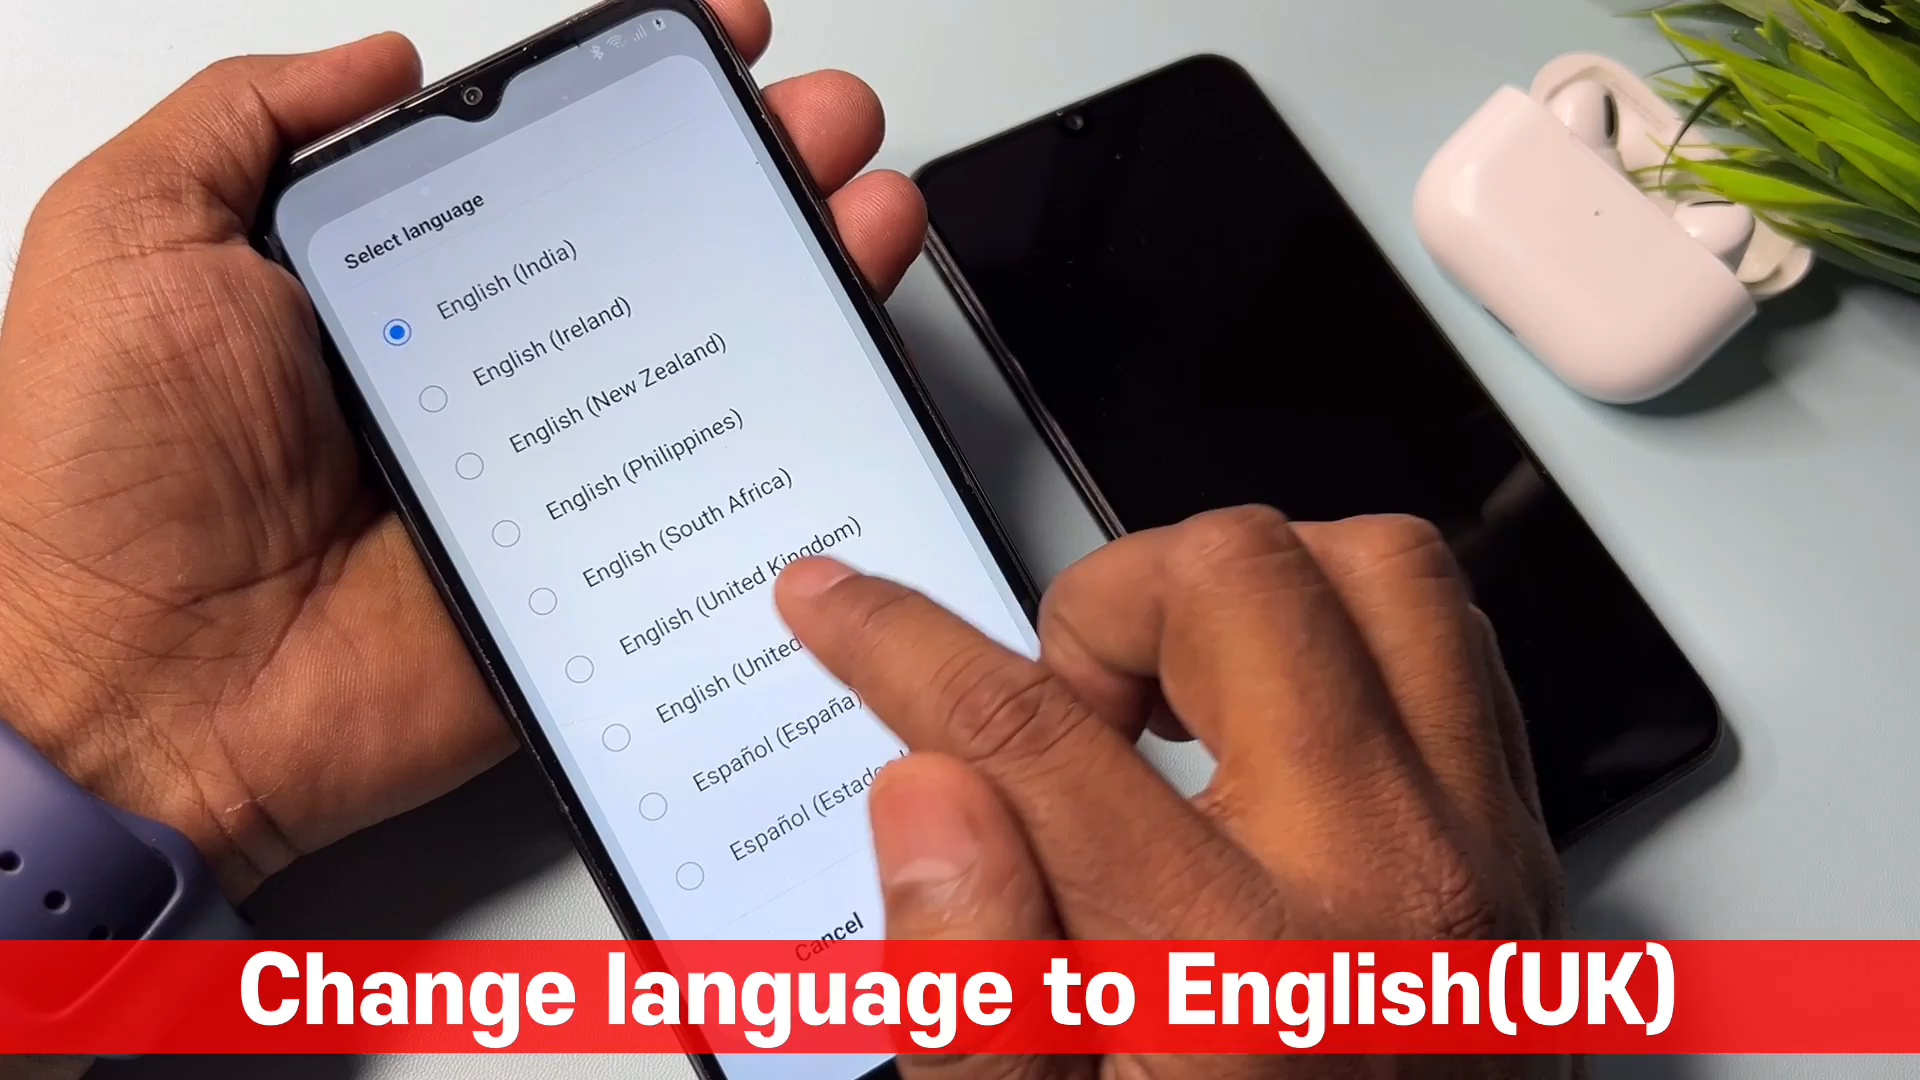 Select language
English (India)
English (Ireland)
English (New Zealand)
English (Philippines)
English (South Africa)
English (United Kingdom)
English (United
Español (España)
Español
Cancel
Change language to English(UK)